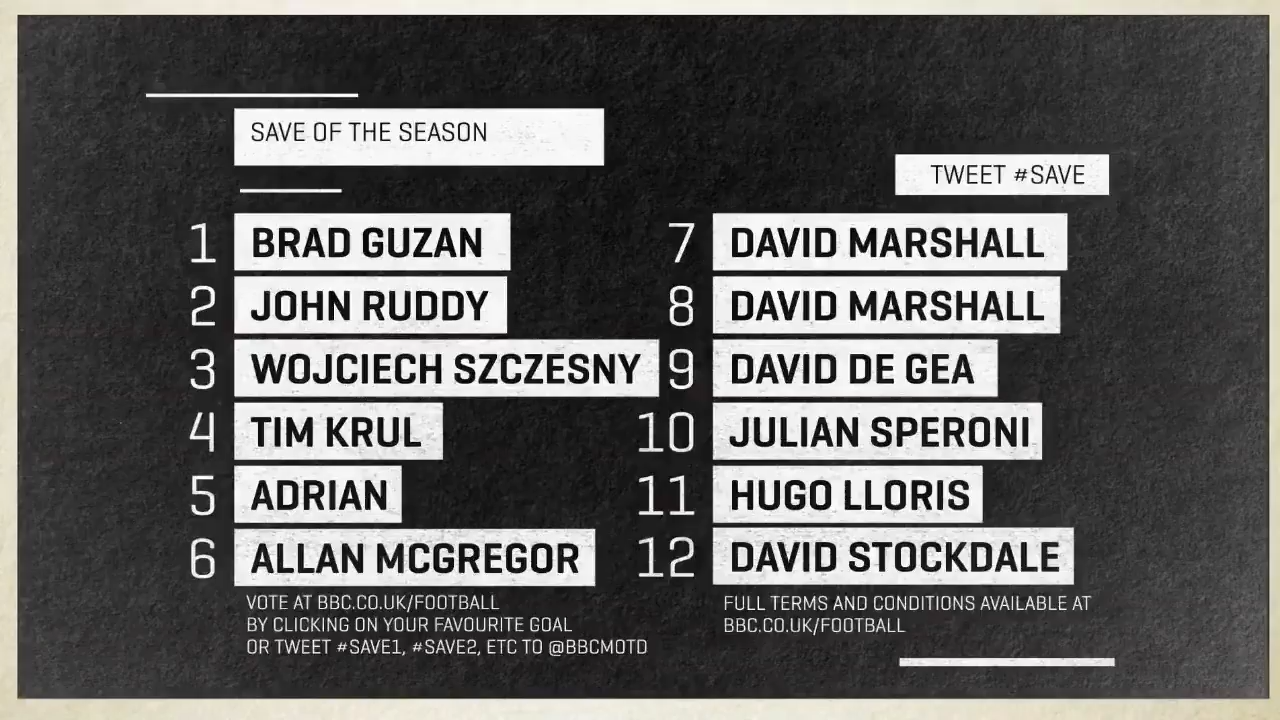 SAVE OF THE SEASON
TWEET #SAVE
1 BRAD GUZAN
2 JOHN RUDDY
3 WOJCIECH SZCZESNY
4 TIM KRUL
5 ADRIAN
6 ALLAN MCGREGOR
VOTE AT BBC.CO.UK/FOOTBALL
BY CLICKING ON YOUR FAVOURITE GOAL
OR TWEET #SAVE1, #SAVE2, ETC TO @BBCMOTD
7 DAVID MARSHALL
8 DAVID MARSHALL
9 DAVID DE GEA
10 JULIAN SPERONI
11 HUGO LLORIS
12 DAVID STOCKDALE
FULL TERMS AND CONDITIONS AVAILABLE AT
BBC.CO.UK/FOOTBALL